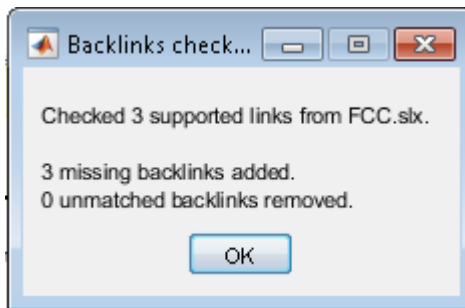 Backlinks check...
Checked 3 supported links from FCC.slx.
3 missing backlinks added.
0 unmatched backlinks removed.
OK